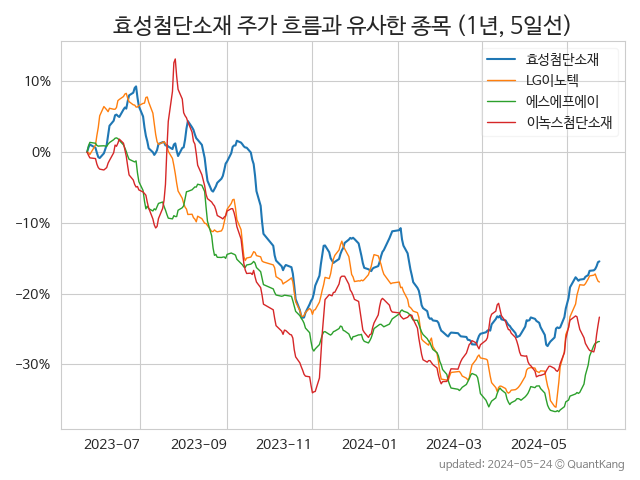 효성첨단소재 주가 흐름과 유사한 종목 (1년, 5일선)
효성첨단소재
LG이노텍
에스에프에이
이녹스첨단소재
10%
0%
−10%
−20%
−30%
2023-07
2023-09
2023-11
2024-01
2024-03
2024-05
updated: 2024-05-24 © QuantKang